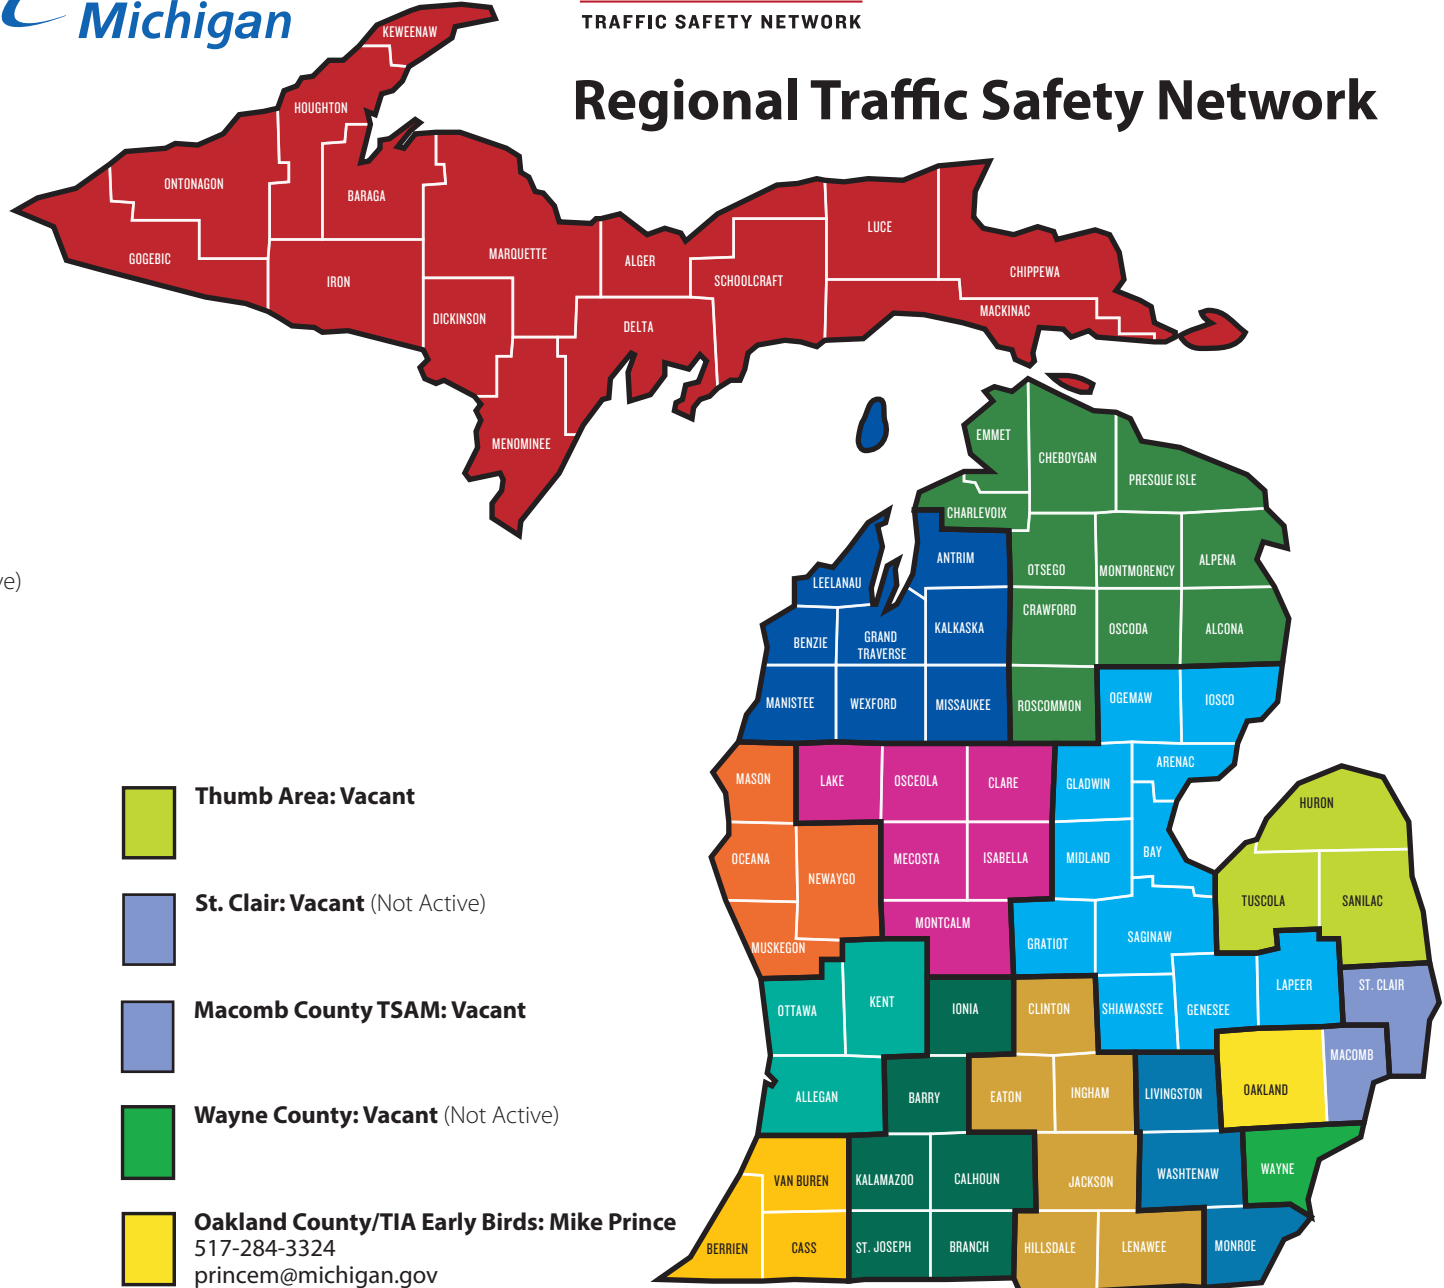 Michigan
TRAFFIC SAFETY NETWORK
Regional Traffic Safety Network
KEWEENAW
HOUGHTON
ONTONAGON
BARAGA
GOGEBIC
IRON
MARQUETTE
DICKINSON
MENOMINEE
ALGER
DELTA
SCHOOLCRAFT
LUCE
CHIPPEWA
MACKINAC
EMMET
CHEBOYGAN
PRESQUE ISLE
CHARLEVOIX
ANTRIM
OTSEGO
MONTMORENCY
ALPENA
LEELANAU
ve)
BENZIE
GRAND
TRAVERSE
KALKASKA
CRAWFORD
OSCODA
ALCONA
MANISTEE
WEXFORD
MISSAUKEE
ROSCOMMON
OGEMAW
IOSCO
MASON
LAKE
OSCEOLA
CLARE
GLADWIN
ARENAC
HURON
OCEANA
NEWAYGO
MECOSTA
ISABELLA
MIDLAND
BAY
TUSCOLA
SANILAC
MUSKEGON
MONTCALM
GRATIOT
SAGINAW
OTTAWA
KENT
IONIA
CLINTON
SHIAWASSEE
GENESEE
LAPEER
ST. CLAIR
ALLEGAN
BARRY
EATON
INGHAM
LIVINGSTON
OAKLAND
MACOMB
VAN BUREN
KALAMAZOO
CALHOUN
JACKSON
WASHTENAW
WAYNE
BERRIEN
CASS
ST. JOSEPH
BRANCH
HILLSDALE
LENAWEE
MONROE
Thumb Area: Vacant
St. Clair: Vacant (Not Active)
Macomb County TSAM: Vacant
Wayne County: Vacant (Not Active)
Oakland County/TIA Early Birds: Mike Prince
517-284-3324
princem@michigan.gov